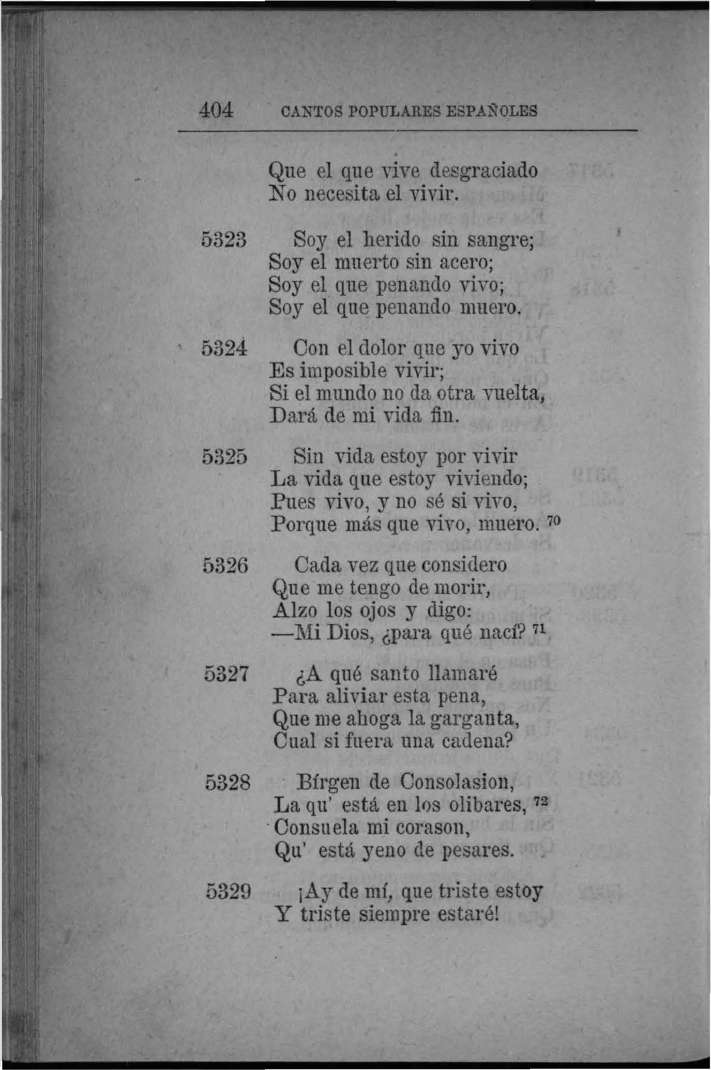 404 CANTOS POPULARES ESPAÑOLES
Que el que vive desgraciado
No necesita el vivir.
5323 Soy el herido sin sangre;
Soy el muerto sin acero;
Soy el que penando vivo;
Soy el que penando muero.
5324 Con el dolor que yo vivo
Es imposible vivir;
Si el mundo no da otra vuelta,
Dará de mi vida fin.
5325 Sin vida estoy por vivir
La vida que estoy viviendo;
Pues vivo, y no sé si vivo,
Porque más que vivo, muero. 70
5326 Cada vez que considero
Que me tengo de morir,
Alzo los ojos y digo:
—Mi Dios, ¿para qué nací? 71
5327 ¿A qué santo llamaré
Para aliviar esta pena,
Que me ahoga la garganta,
Cual si fuera una cadena?
5328 Bírgen de Consolasion,
La qu' está en los olibares, 72
Consuela mi corason,
Qu' está yeno de pesares.
5329 ¡Ay de mí, que triste estoy
Y triste siempre estaré!